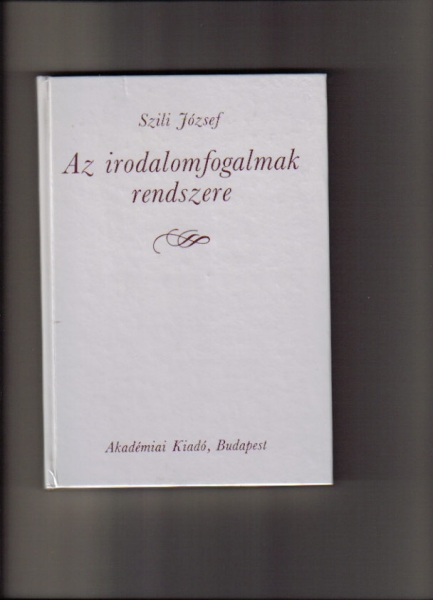 Szili József
Az irodalomfogalmak
rendszere
Akadémiai Kiadó, Budapest